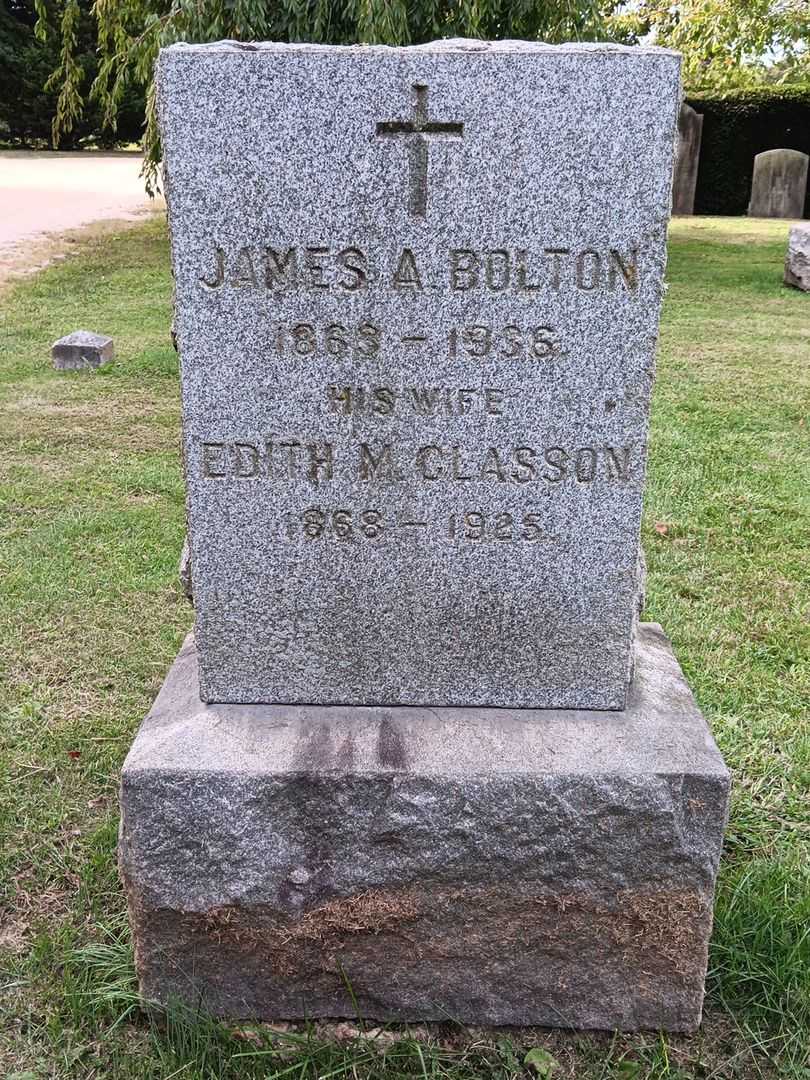 JAMES A. BOLTON
1863 – 1936.
HIS WIFE
EDITH M. CLASSON
1868 – 1925.